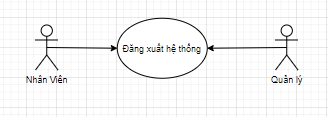 Đăng xuất hệ thống
Nhân Viên
Quản lý